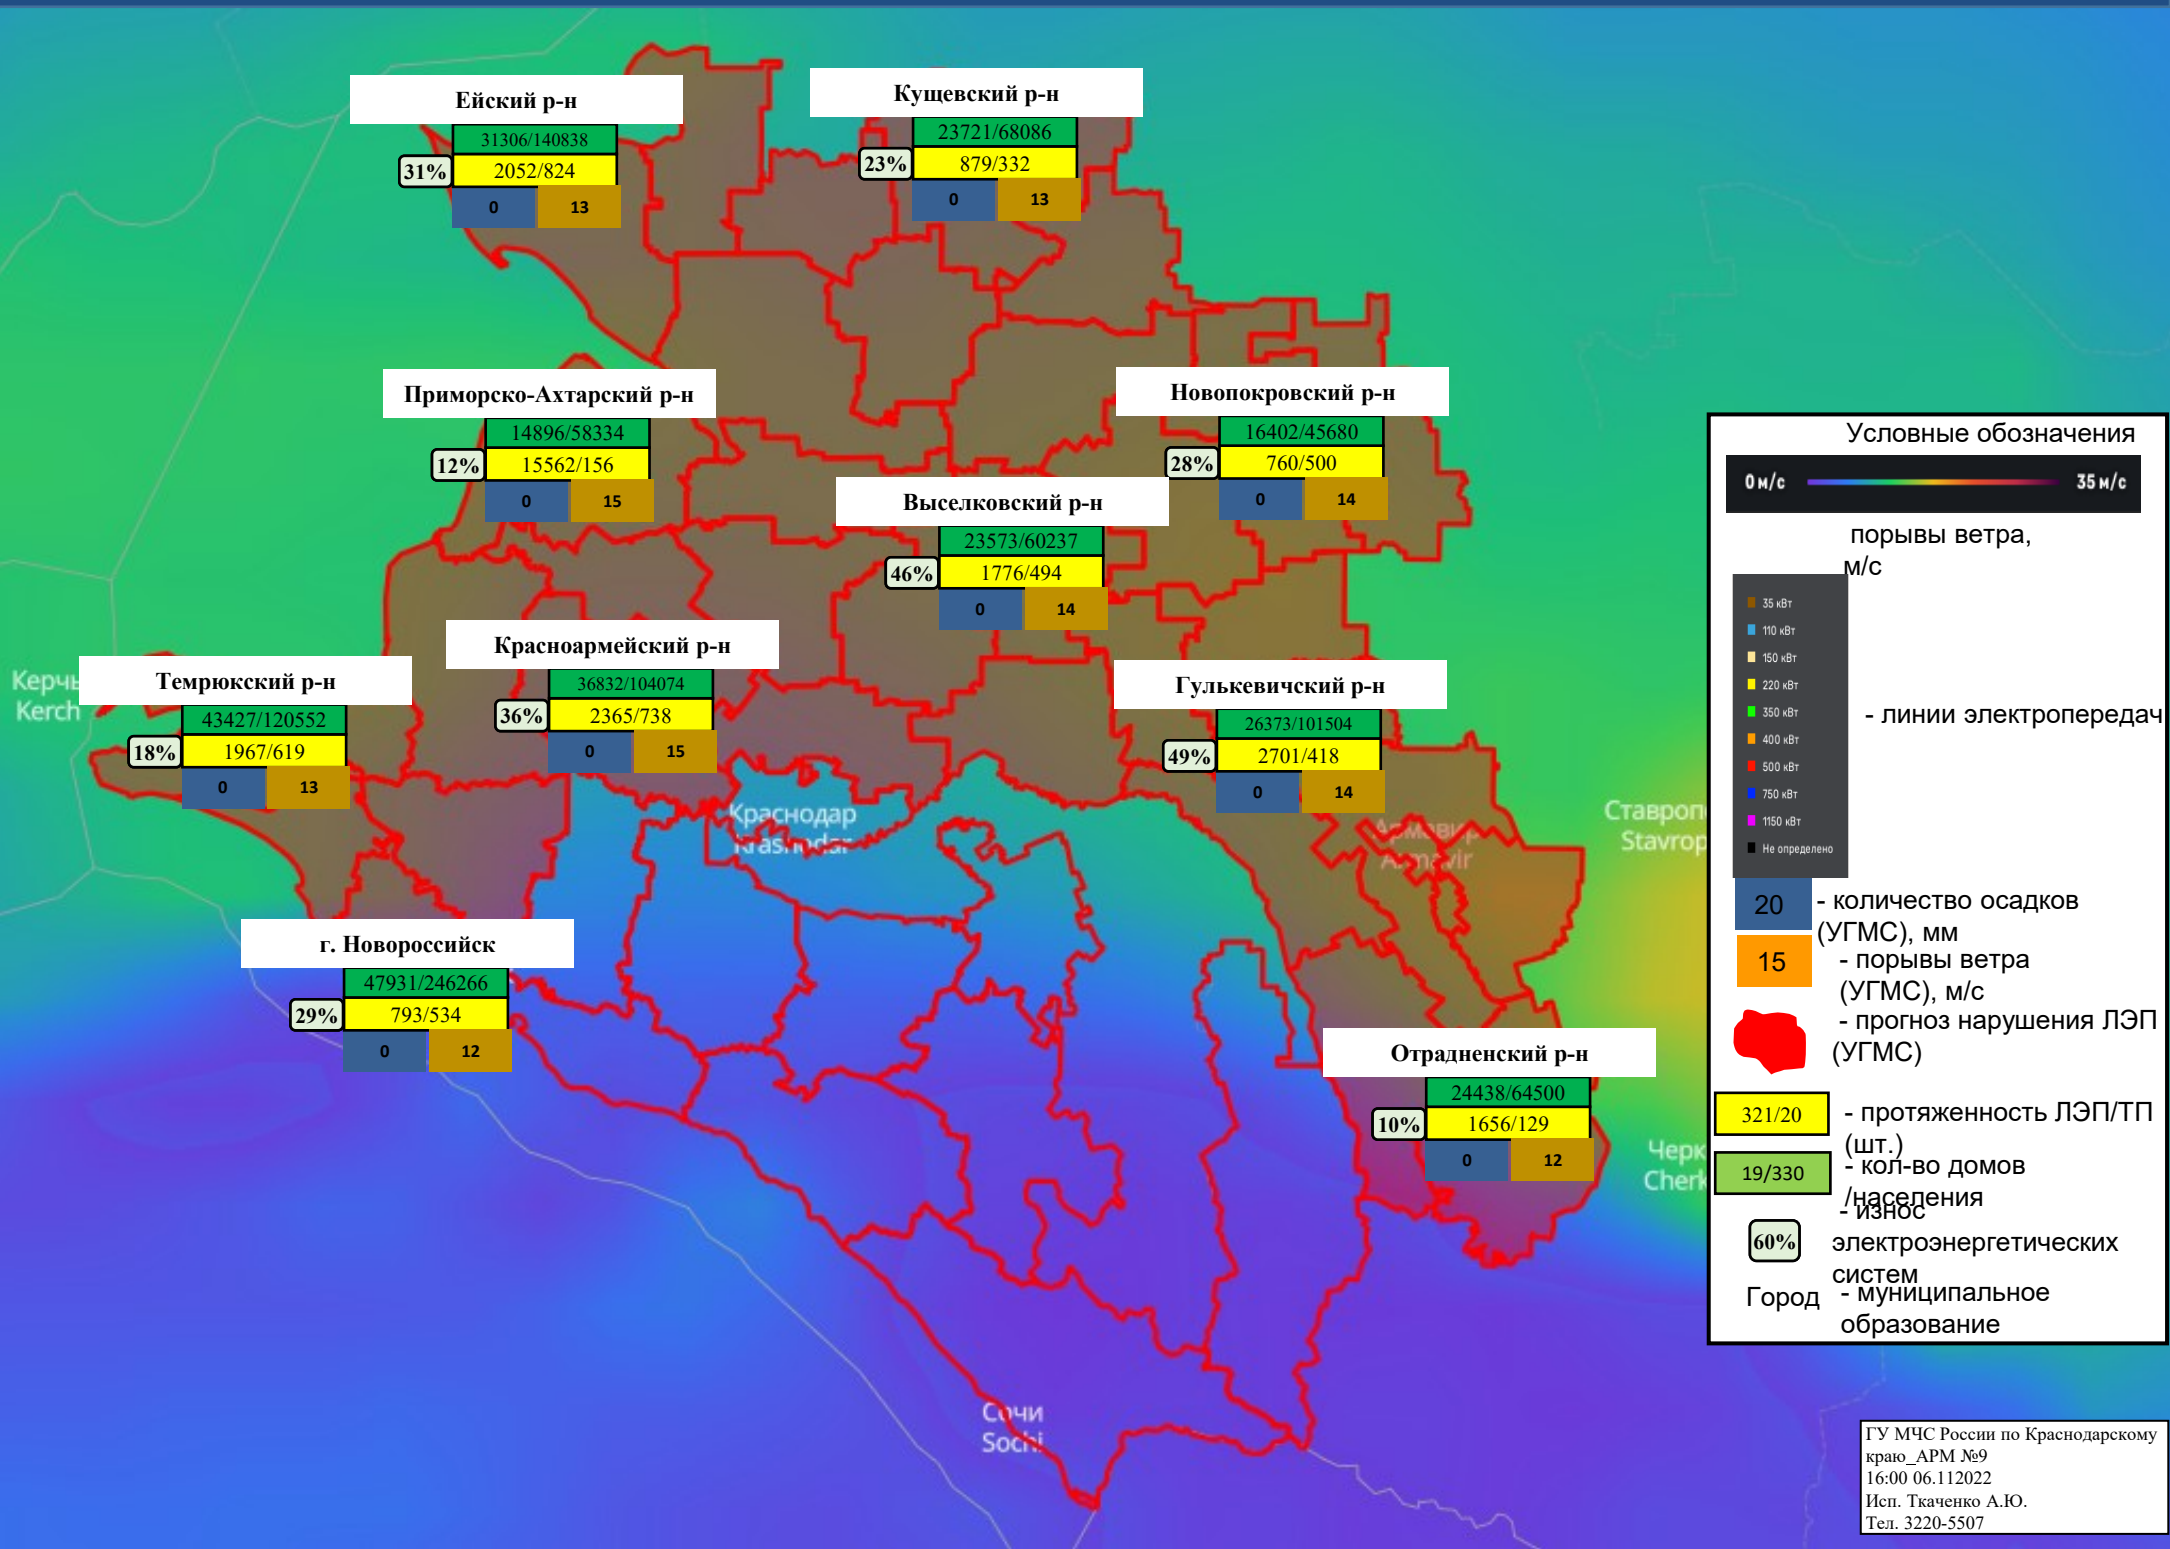 Ейский р-н
31306/140838
31%
2052/824
0
13
Кущевский р-н
23721/68086
23%
879/332
0
13
Приморско-Ахтарский р-н
14896/58334
12%
15562/156
0
15
Новопокровский р-н
16402/45680
28%
760/500
0
14
Выселковский р-н
23573/60237
46%
1776/494
0
14
Красноармейский р-н
36832/104074
36%
2365/738
0
15
Темрюкский р-н
43427/120552
18%
1967/619
0
13
Гулькевичский р-н
26373/101504
49%
2701/418
0
14
г. Новороссийск
47931/246266
29%
793/534
0
12
Отрадненский р-н
24438/64500
10%
1656/129
0
12
Керчь
Kerch
Краснодар
Krasnodar
Армавир
Armavir
Ставроп
Stavrop
Черк
Cherk
Сочи
Sochi
Условные обозначения
0 м/с
35 м/с
порывы ветра,
м/с
35 кВт
110 кВт
150 кВт
220 кВт
350 кВт
400 кВт
500 кВт
750 кВт
1150 кВт
Не определено
- линии электропередач
20
- количество осадков
(УГМС), мм
15
- порывы ветра
(УГМС), м/с
- прогноз нарушения ЛЭП
(УГМС)
321/20
- протяженность ЛЭП/ТП
(шт.)
19/330
- кол-во домов
/населения
60%
- износ
электроэнергетических
систем
Город
- муниципальное
образование
ГУ МЧС России по Краснодарскому
краю_АРМ №9
16:00 06.112022
Исп. Ткаченко А.Ю.
Тел. 3220-5507